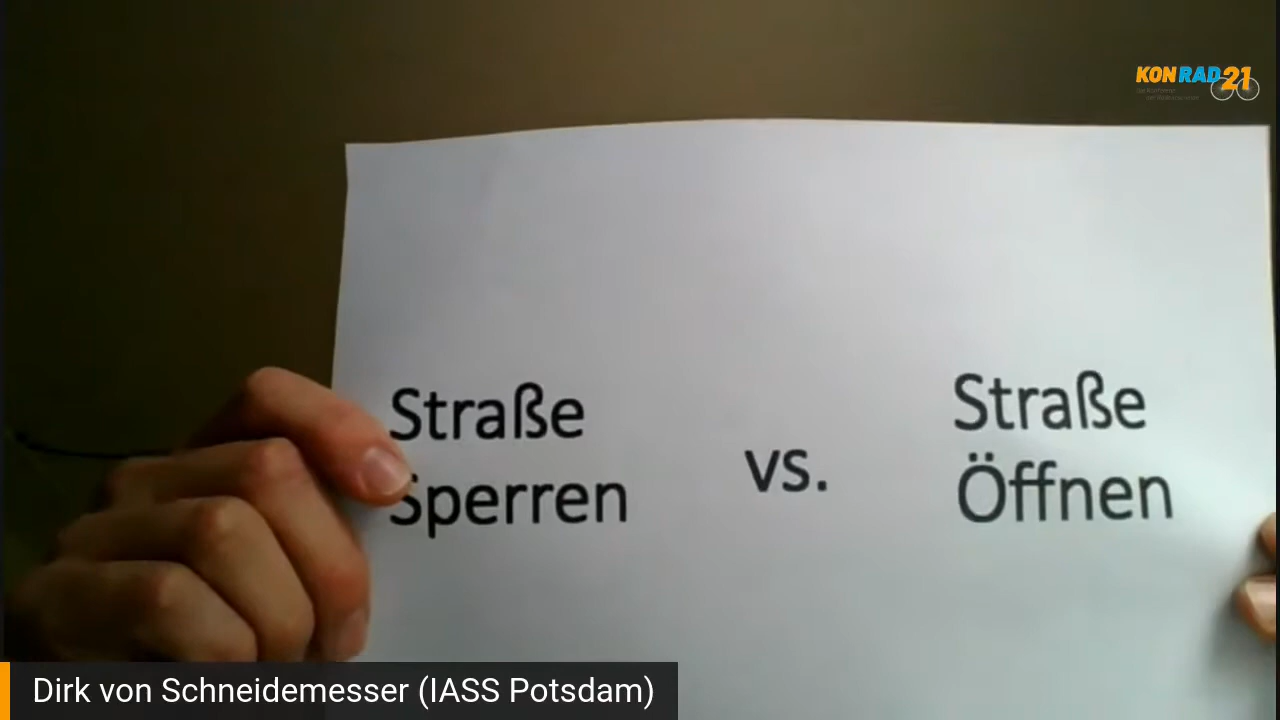 KONRAD21
Straße
Sperren
vs.
Straße
Öffnen
Dirk von Schneidemesser (IASS Potsdam)